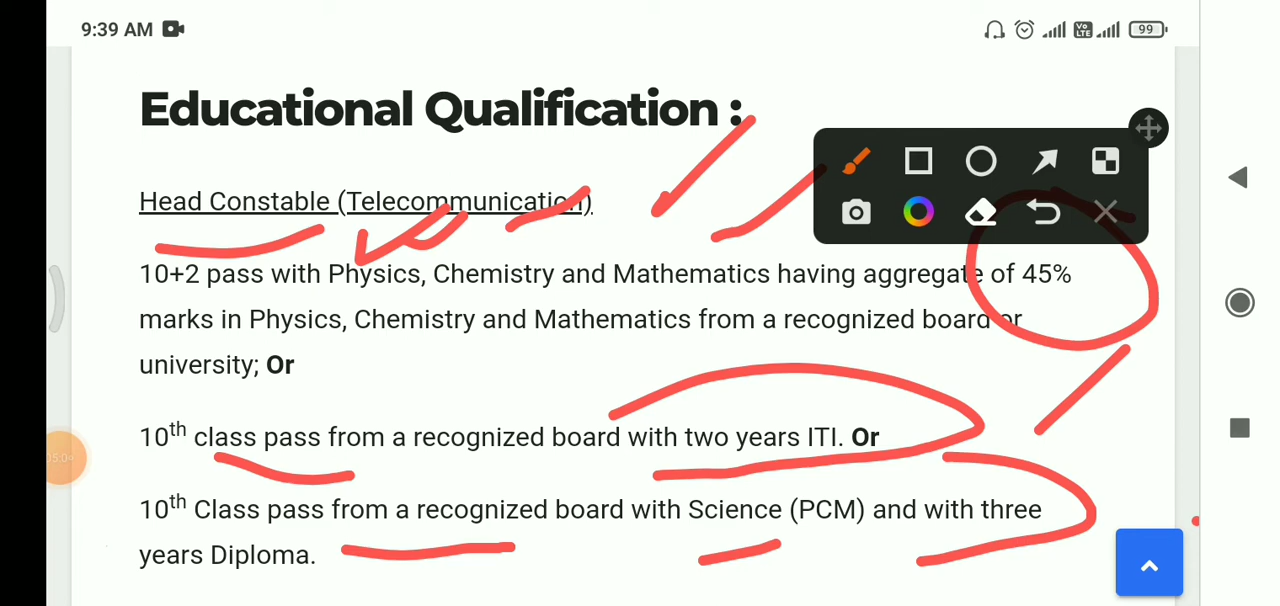 9:39 AM
Vo LTE
99
Educational Qualification :
Head Constable (Telecommunication)
10+2 pass with Physics, Chemistry and Mathematics having aggregate of 45%
marks in Physics, Chemistry and Mathematics from a recognized board or
university; Or
10th class pass from a recognized board with two years ITI. Or
10th Class pass from a recognized board with Science (PCM) and with three
years Diploma.